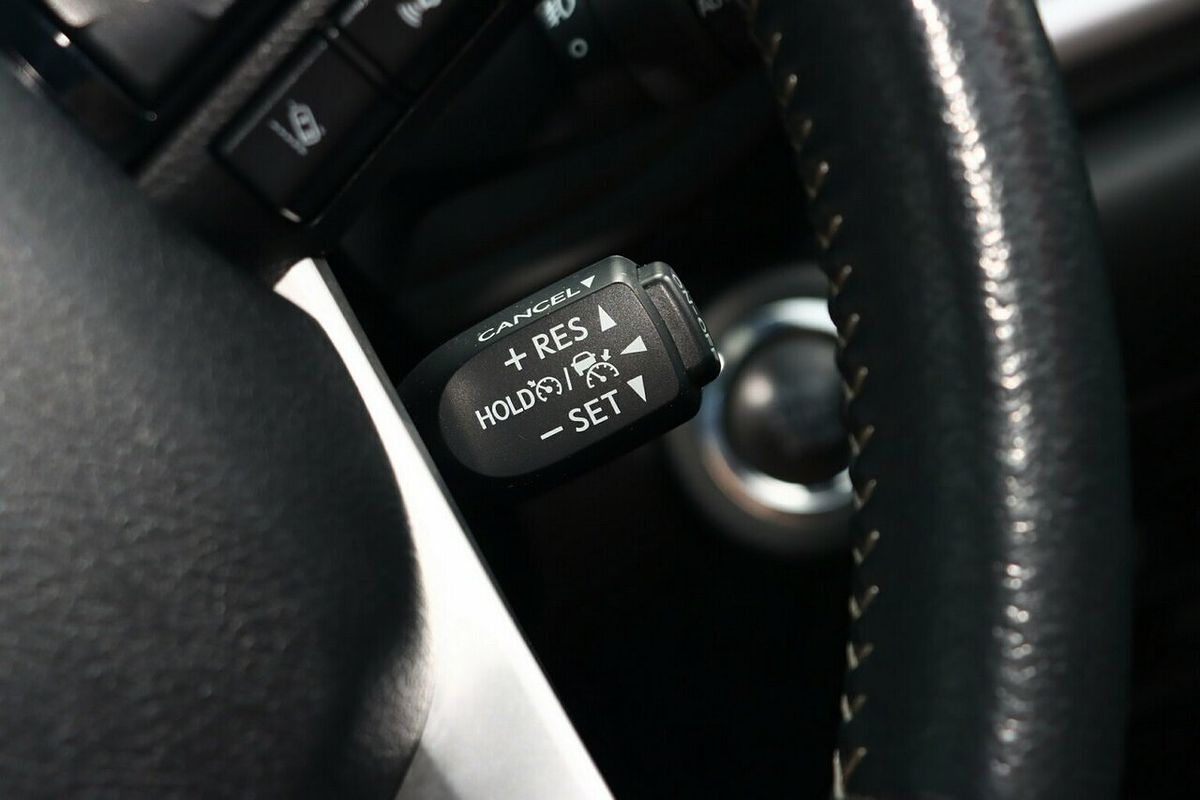 CANCEL
+ RES
HOLD /
− SET